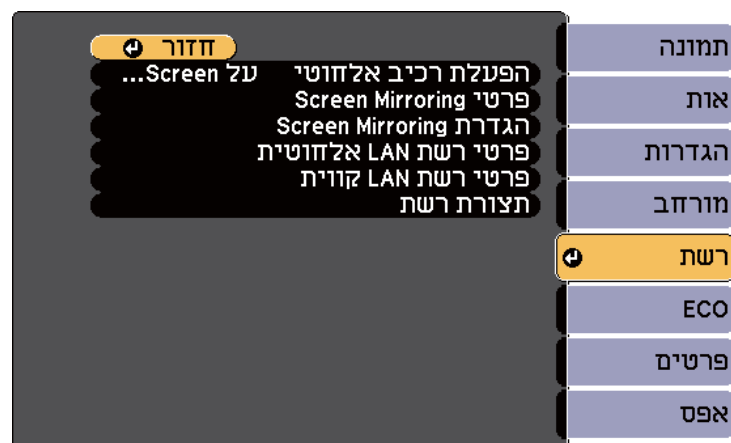 חזור
הפעלת רכיב אלחוטי על Screen...
פרטי Screen Mirroring
הגדרת Screen Mirroring
פרטי רשת LAN אלחוטית
פרטי רשת LAN קווית
תצורת רשת
תמונה
אות
הגדרות
מורחב
רשת
ECO
פרטים
אפס